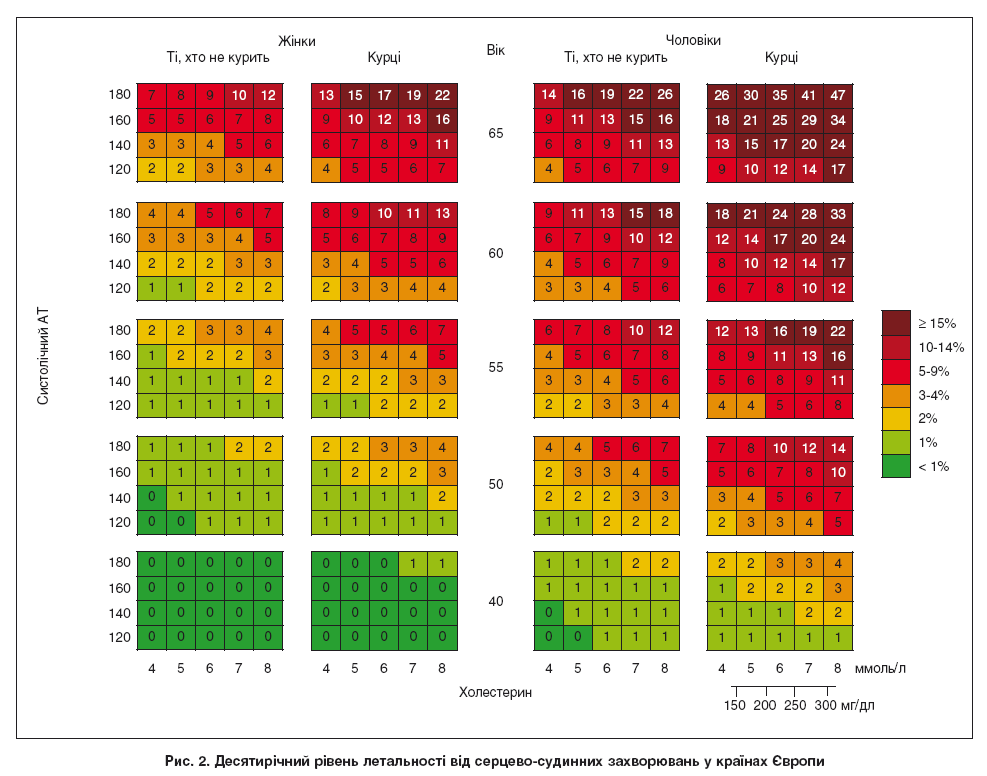 Жінки Вік Чоловіки
Ті, хто не курить Курці Ті, хто не курить Курці
180 7 8 9 10 12 13 15 17 19 22 14 16 19 22 26 26 30 35 41 47
160 5 5 6 7 8 9 10 12 13 16 9 11 13 15 16 18 21 25 29 34
65
140 3 3 4 5 6 6 7 8 9 11 6 8 9 11 13 13 15 17 20 24
120 2 2 3 3 4 4 5 5 6 7 4 5 6 7 9 9 10 12 14 17
180 4 4 5 6 7 8 9 10 11 13 9 11 13 15 18 18 21 24 28 33
160 3 3 3 4 5 5 6 7 8 9 6 7 9 10 12 12 14 17 20 24
60
140 2 2 2 3 3 3 4 5 5 6 4 5 6 7 9 8 10 12 14 17
120 1 1 2 2 2 2 3 3 4 4 3 3 4 5 6 6 7 8 10 12
180 2 2 3 3 4 4 5 5 6 7 6 7 8 10 12 12 13 16 19 22
160 1 2 2 2 3 3 3 4 4 5 4 5 6 7 8 8 9 11 13 16
55
140 1 1 1 1 2 2 2 2 3 3 3 3 4 5 6 5 6 8 9 11
120 1 1 1 1 1 1 1 2 2 2 2 2 3 3 4 4 4 5 6 8
180 1 1 1 2 2 2 2 3 3 4 4 4 5 6 7 7 8 10 12 14
160 1 1 1 1 1 1 2 2 2 3 2 3 3 4 5 5 6 7 8 10
50
140 0 1 1 1 1 1 1 1 1 2 2 2 2 3 3 3 4 5 6 7
120 0 0 1 1 1 1 1 1 1 1 1 1 2 2 2 2 3 3 4 5
180 0 0 0 0 0 0 0 0 1 1 1 1 1 2 2 2 2 3 3 4
160 0 0 0 0 0 0 0 0 0 0 1 1 1 1 1 1 2 2 2 3
40
140 0 0 0 0 0 0 0 0 0 0 0 1 1 1 1 1 1 1 2 2
120 0 0 0 0 0 0 0 0 0 0 0 0 1 1 1 1 1 1 1 1
4 5 6 7 8 4 5 6 7 8 4 5 6 7 8 4 5 6 7 8 ммоль/л
Холестерин
150 200 250 300 мг/дл
Систолічний АТ
≥ 15%
10-14%
5-9%
3-4%
2%
1%
< 1%
Рис. 2. Десятирічний рівень летальності від серцево-судинних захворювань у країнах Європи